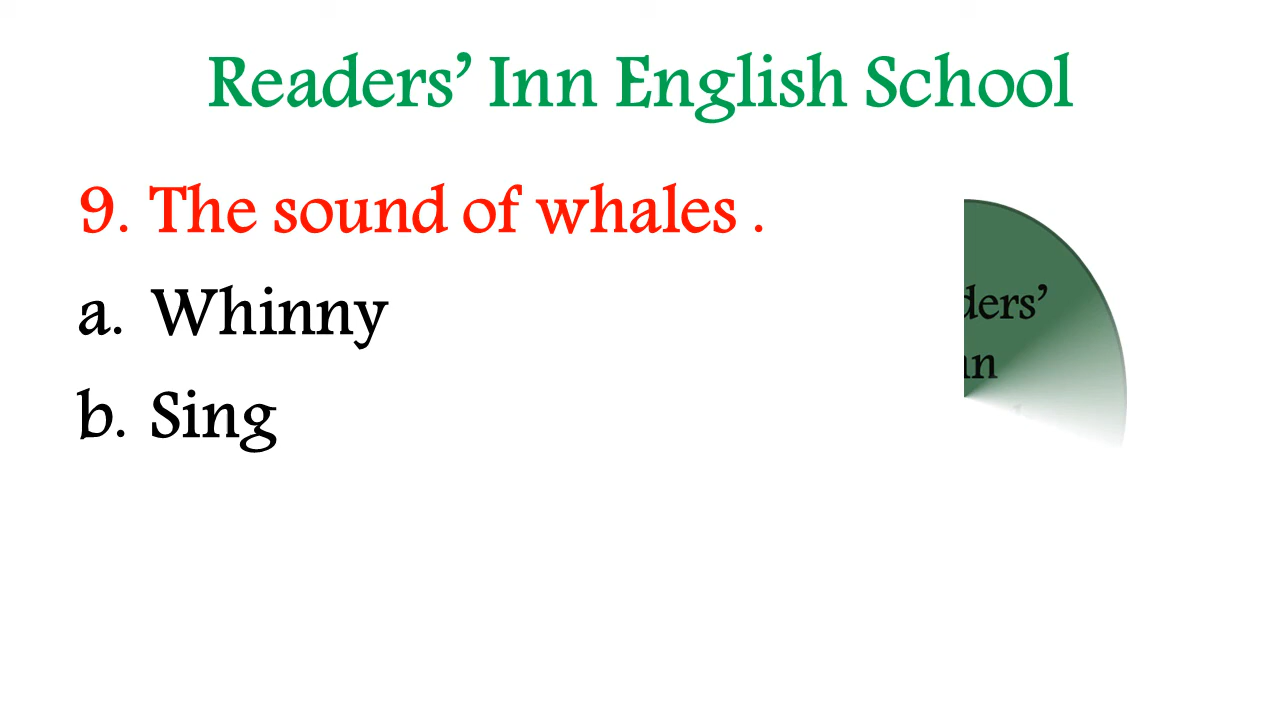 Readers’ Inn English School
9. The sound of whales .
a. Whinny
b. Sing